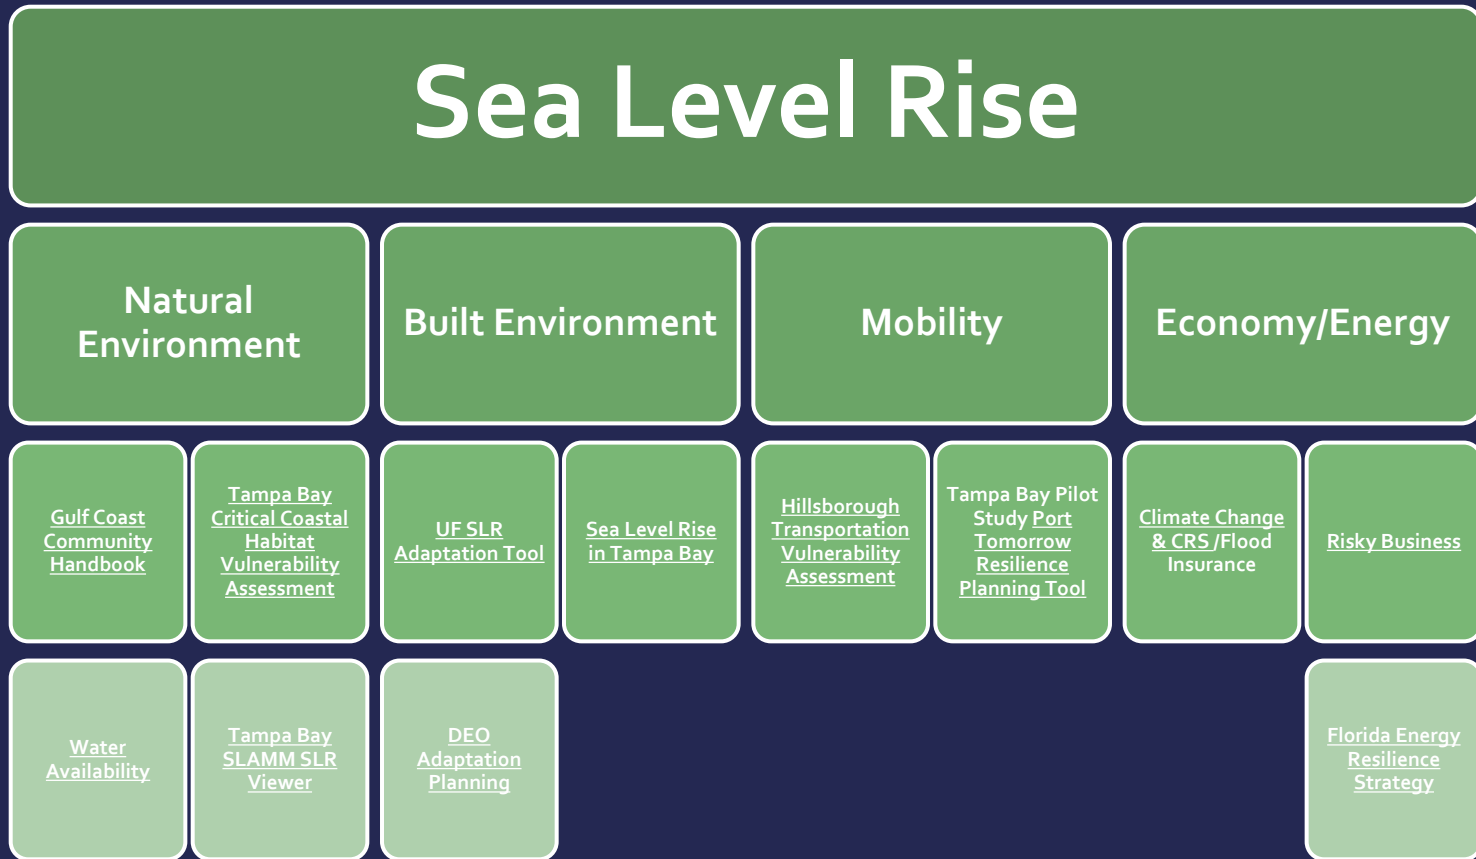 Sea Level Rise
Natural
Environment
Built Environment
Mobility
Economy/Energy
Gulf Coast
Community
Handbook
Tampa Bay
Critical Coastal
Habitat
Vulnerability
Assessment
UF SLR
Adaptation Tool
Sea Level Rise
in Tampa Bay
Hillsborough
Transportation
Vulnerability
Assessment
Tampa Bay Pilot
Study Port
Tomorrow
Resilience
Planning Tool
Climate Change
& CRS /Flood
Insurance
Risky Business
Water
Availability
Tampa Bay
SLAMM SLR
Viewer
DEO
Adaptation
Planning
Florida Energy
Resilience
Strategy